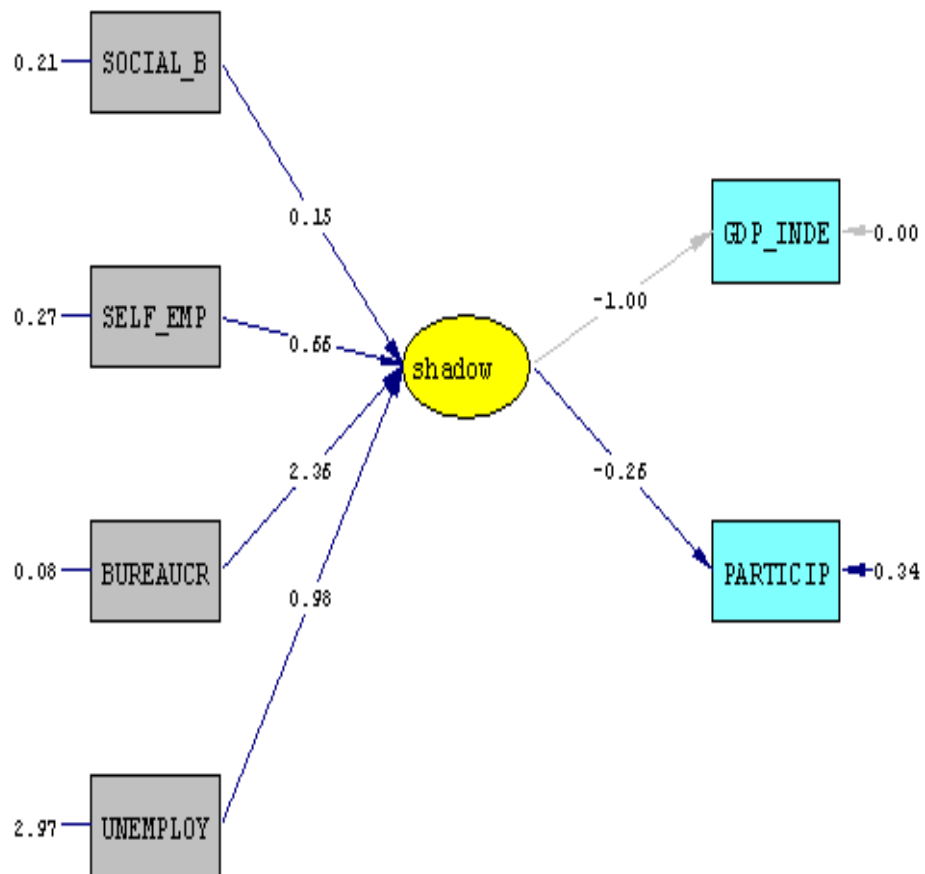 0.21 SOCIAL_B
0.15
GDP_INDE 0.00
-1.00
0.27 SELF_EMP
0.66
shadow
2.36
-0.26
0.08 BUREAUCR
PARTICIP 0.34
0.98
2.97 UNEMPLOY